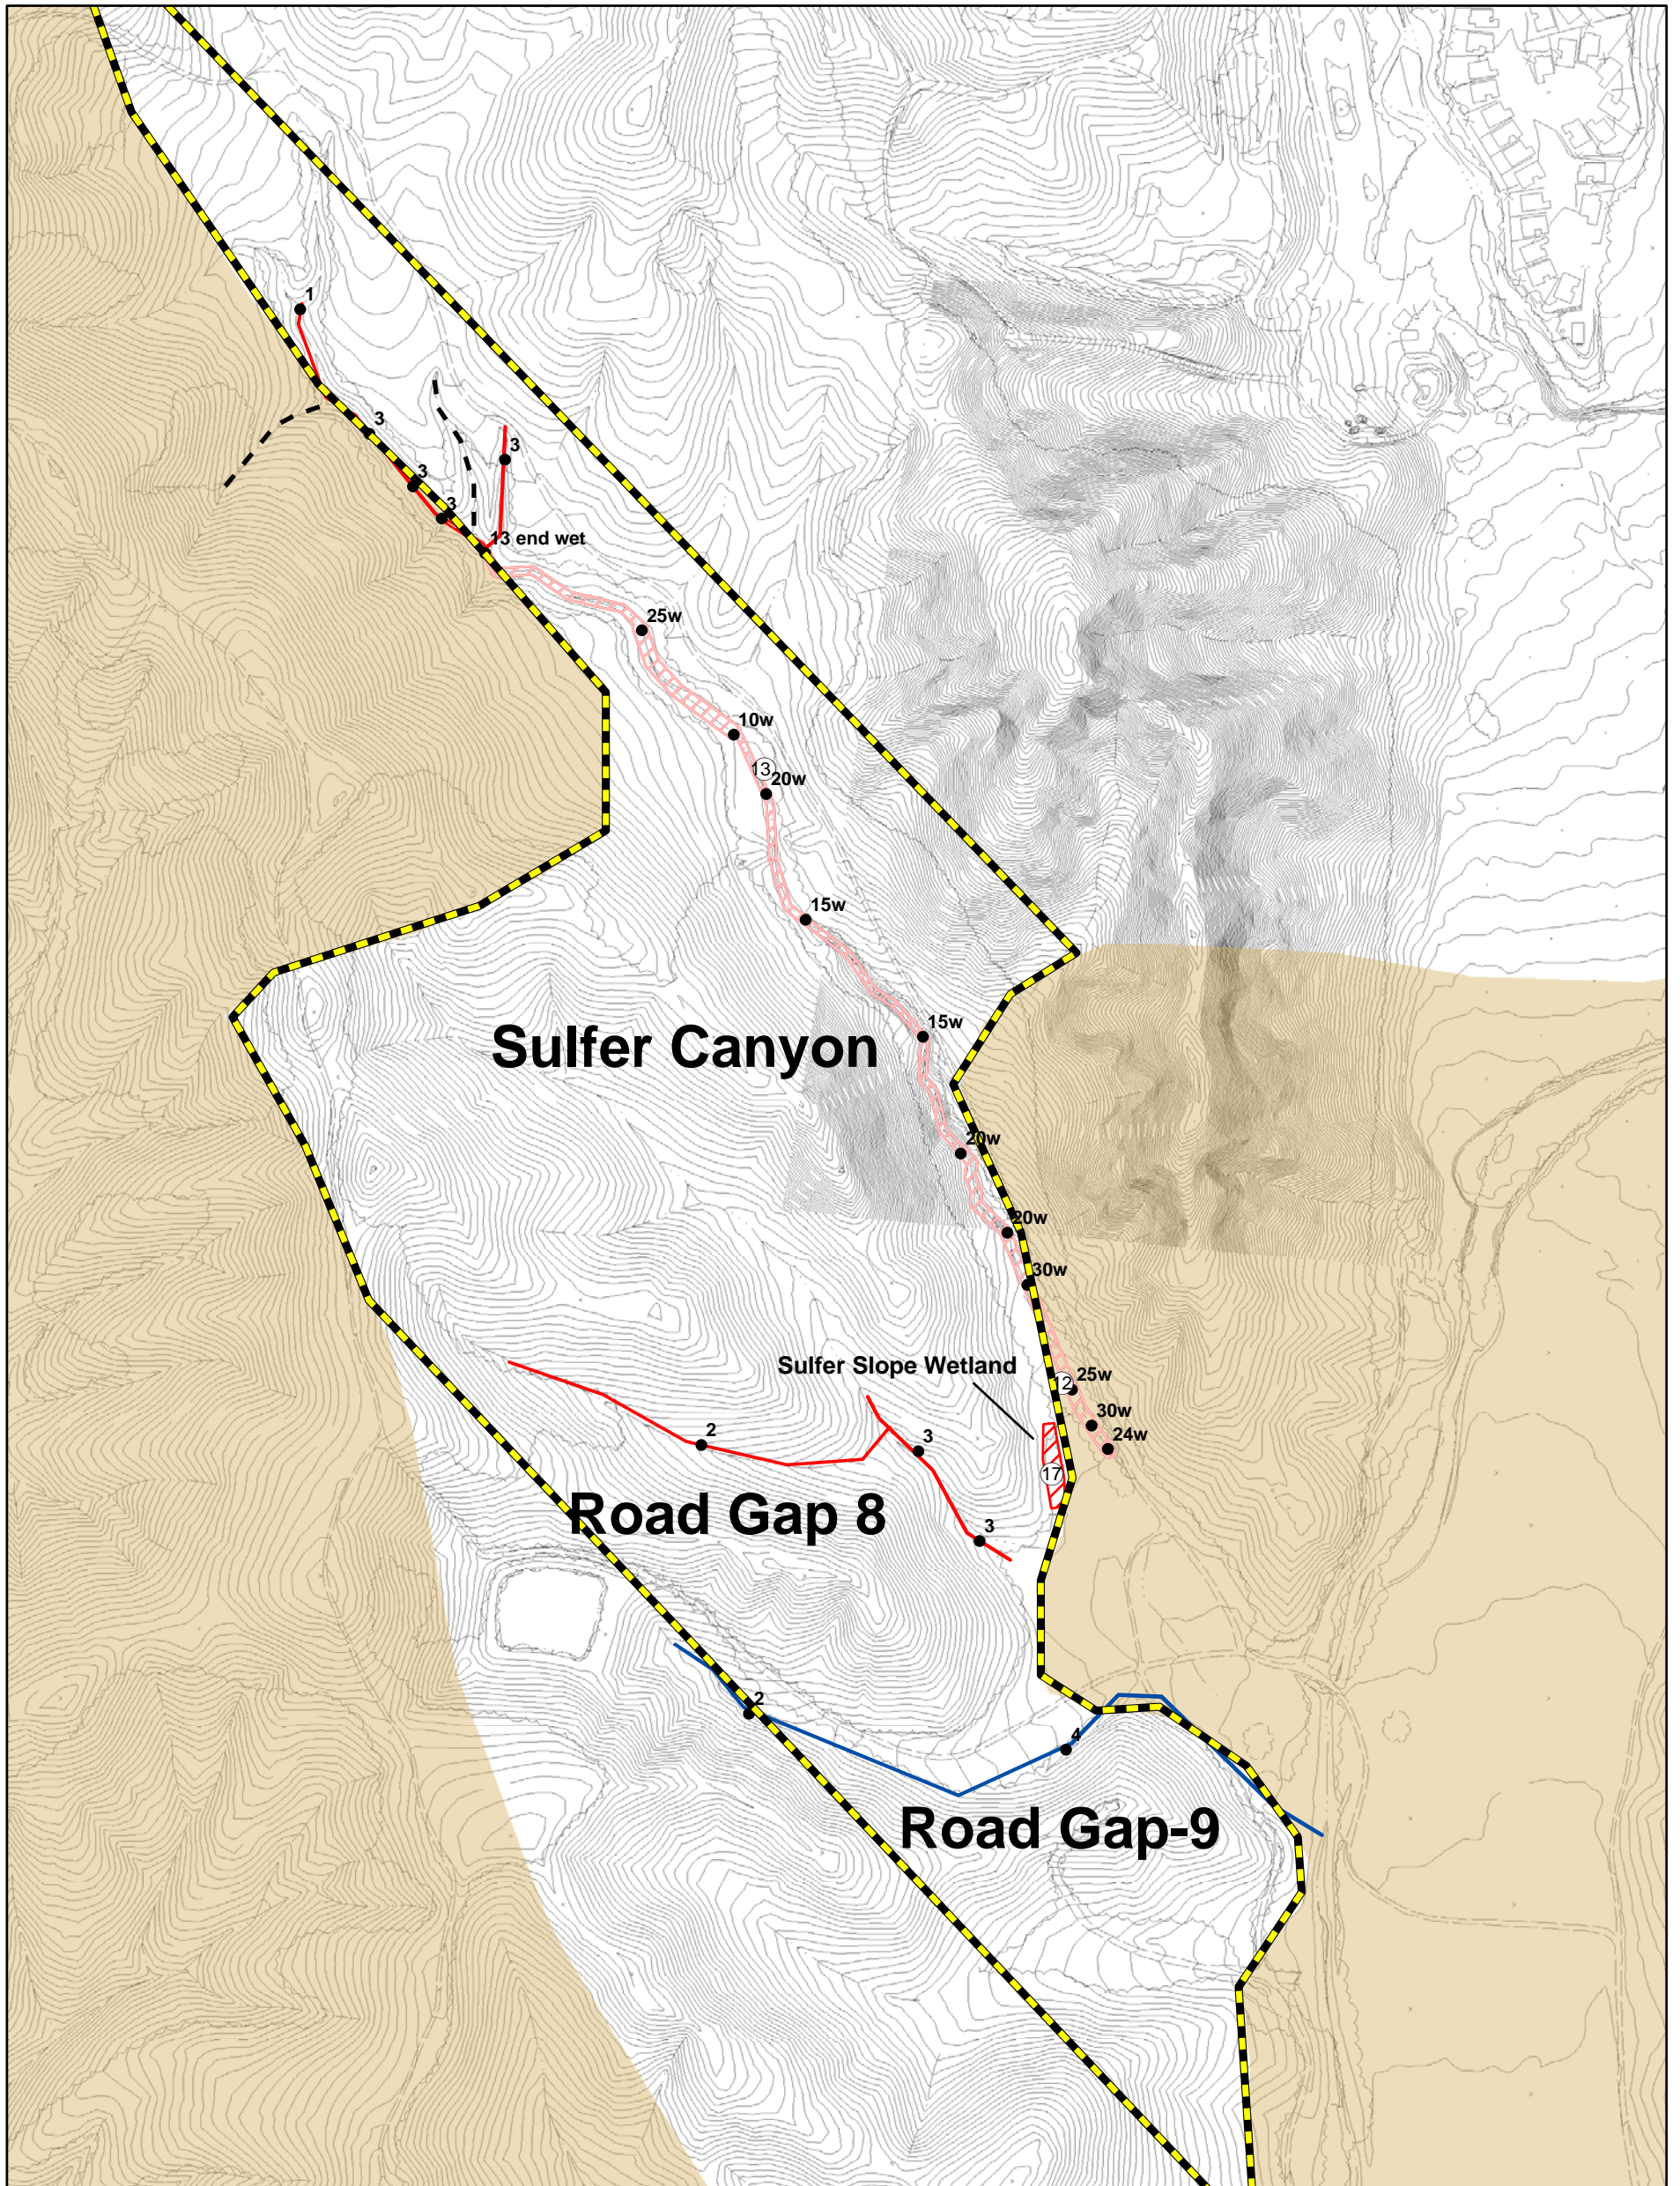 1
3
3
3
3
13 end wet
25w
10w
13
20w
15w
15w
Sulfer Canyon
20w
20w
30w
Sulfer Slope Wetland
12
25w
30w
24w
2
3
17
Road Gap 8
3
2
4
Road Gap-9